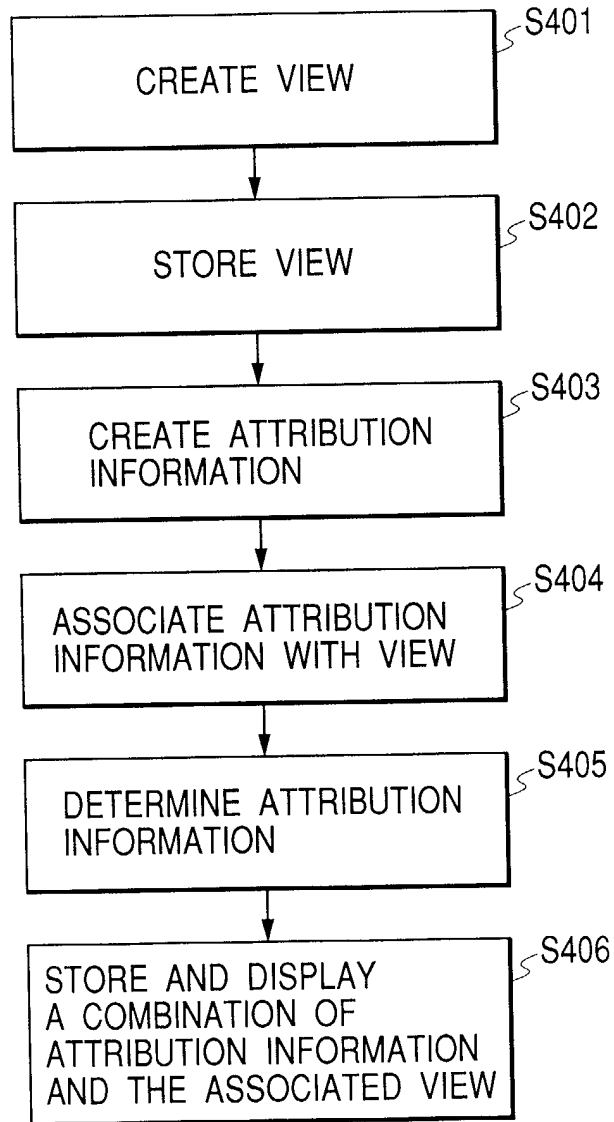 S401
CREATE VIEW
S402
STORE VIEW
S403
CREATE ATTRIBUTION
INFORMATION
S404
ASSOCIATE ATTRIBUTION
INFORMATION WITH VIEW
S405
DETERMINE ATTRIBUTION
INFORMATION
S406
STORE AND DISPLAY
A COMBINATION OF
ATTRIBUTION INFORMATION
AND THE ASSOCIATED VIEW